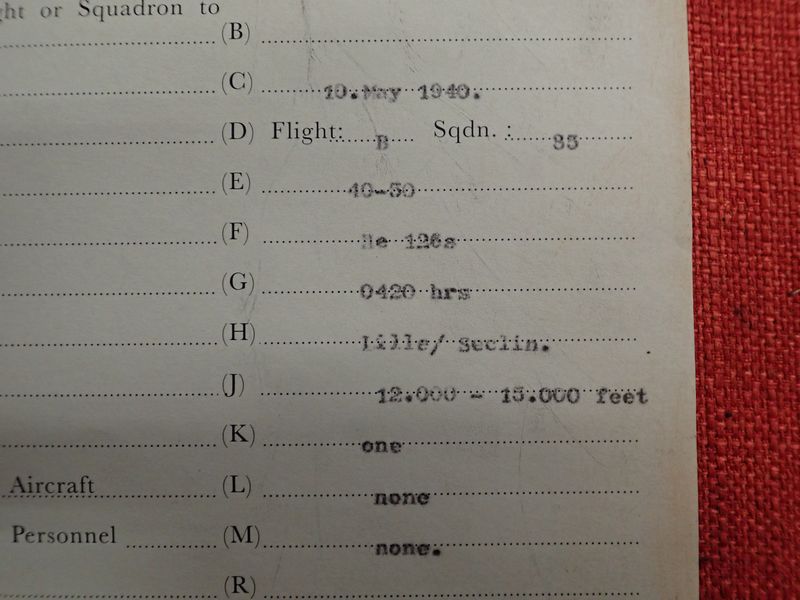 ght or Squadron to
(B)
(C) 10.May 1940.
(D) Flight: B Sqdn. : 85
(E) 40-50
(F) He 126s
(G) 0420 hrs
(H) Lille/ Seclin.
(J) 12.000 - 15.000 feet
(K) one
Aircraft (L) none
Personnel (M) none.
(R)